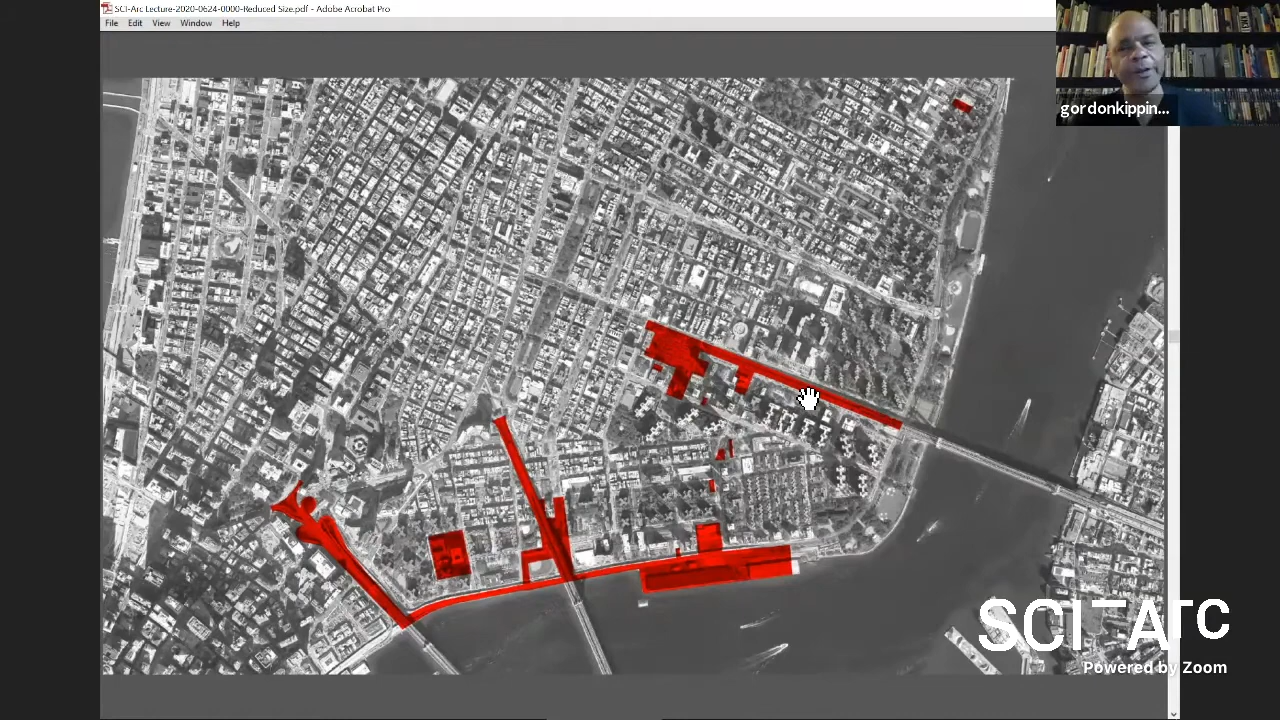 SCI-Arc Lecture-2020-0624-0000-Reduced Size.pdf - Adobe Acrobat Pro
File Edit View Window Help
gordonkippin...
SCI-Arc
Powered by Zoom